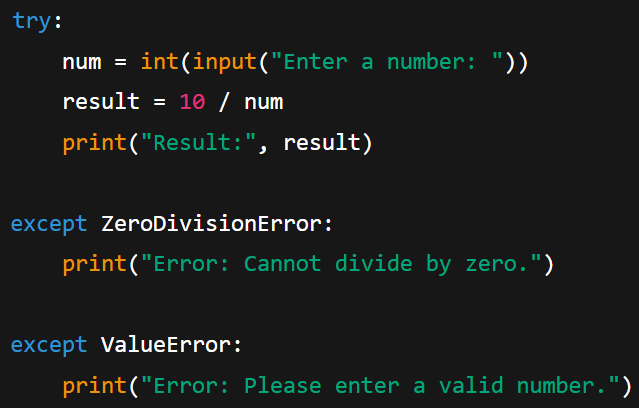 try:
    num = int(input("Enter a number: "))
    result = 10 / num
    print("Result:", result)

except ZeroDivisionError:
    print("Error: Cannot divide by zero.")

except ValueError:
    print("Error: Please enter a valid number.")